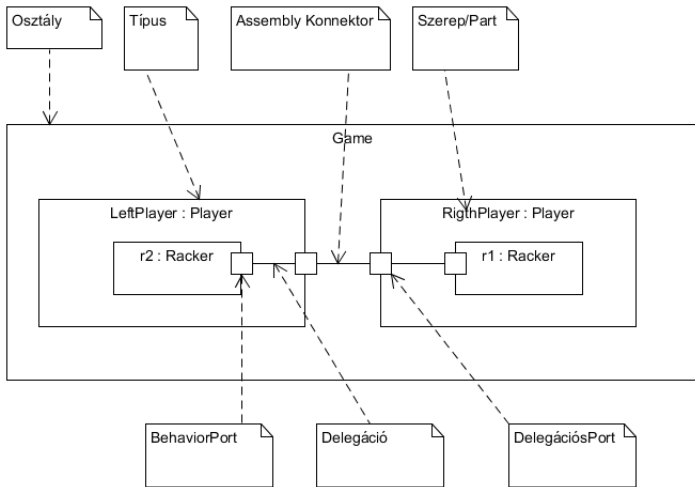 Osztály
Típus
Assembly Konnektor
Szerep/Part
Game
LeftPlayer : Player
RigthPlayer : Player
r2 : Racker
r1 : Racker
BehaviorPort
Delegáció
DelegációsPort